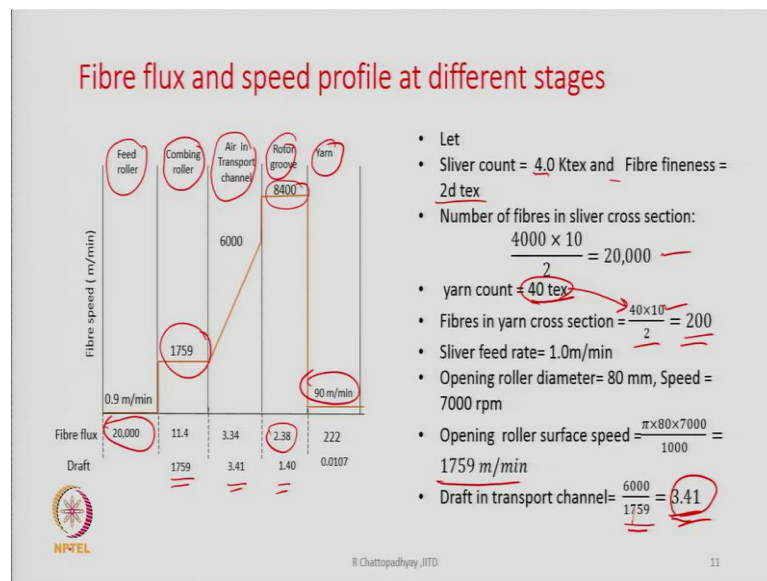 Fibre flux and speed profile at different stages
Feed
roller
Combing
roller
Air in
Transport
channel
Rotor
groove
Yarn
8400
6000
1759
0.9 m/min
90 m/min
Fibre speed ( m/min)
Fibre flux 20,000 11.4 3.34 2.38 222
Draft 1759 3.41 1.40 0.0107
• Let
• Sliver count = 4.0 Ktex and Fibre fineness =
2d tex
• Number of fibres in sliver cross section:
4000 × 10
2
= 20,000
• yarn count = 40 tex
• Fibres in yarn cross section = 40×10/2 = 200
• Sliver feed rate= 1.0m/min
• Opening roller diameter= 80 mm, Speed =
7000 rpm
• Opening roller surface speed = π×80×7000/1000 =
1759 m/min
• Draft in transport channel= 6000/1759 = 3.41
NPTEL
R Chattopadhyay ,IITD
11